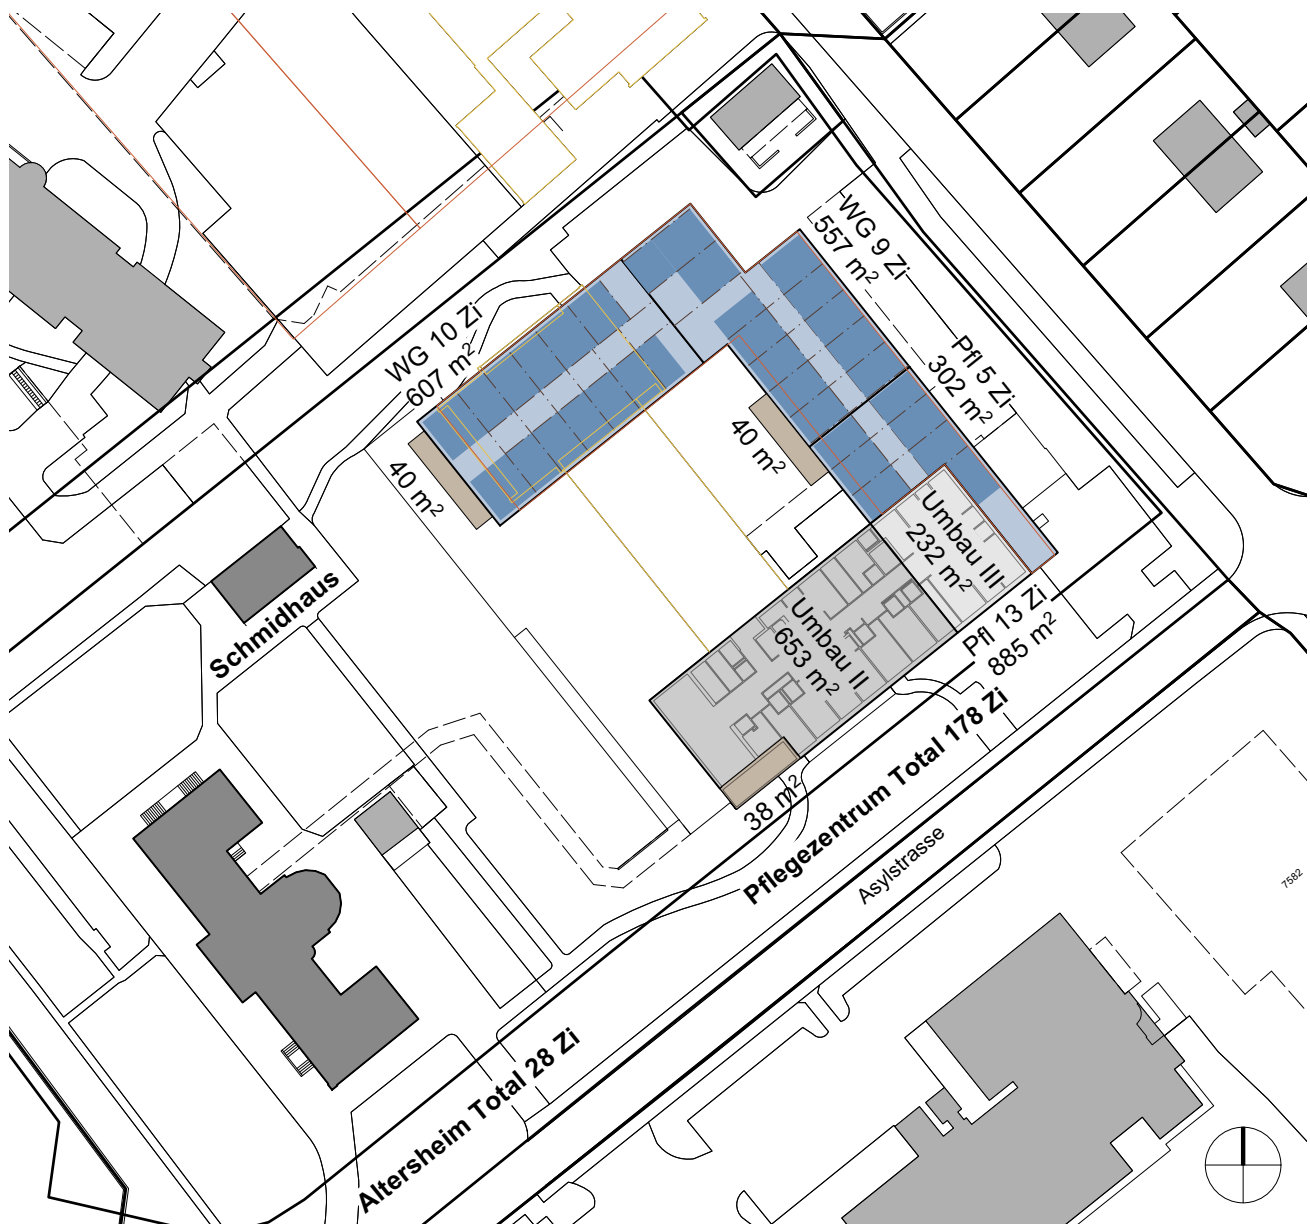 WG 9 Zi
557 m²
WG 10 Zi
607 m²
Pfl 5 Zi
302 m²
40 m²
40 m²
Umbau III
232 m²
Schmidhaus
Umbau II
653 m²
Pfl 13 Zi
885 m²
38 m²
Pflegezentrum Total 178 Zi
Asylstrasse
7582
Altersheim Total 28 Zi